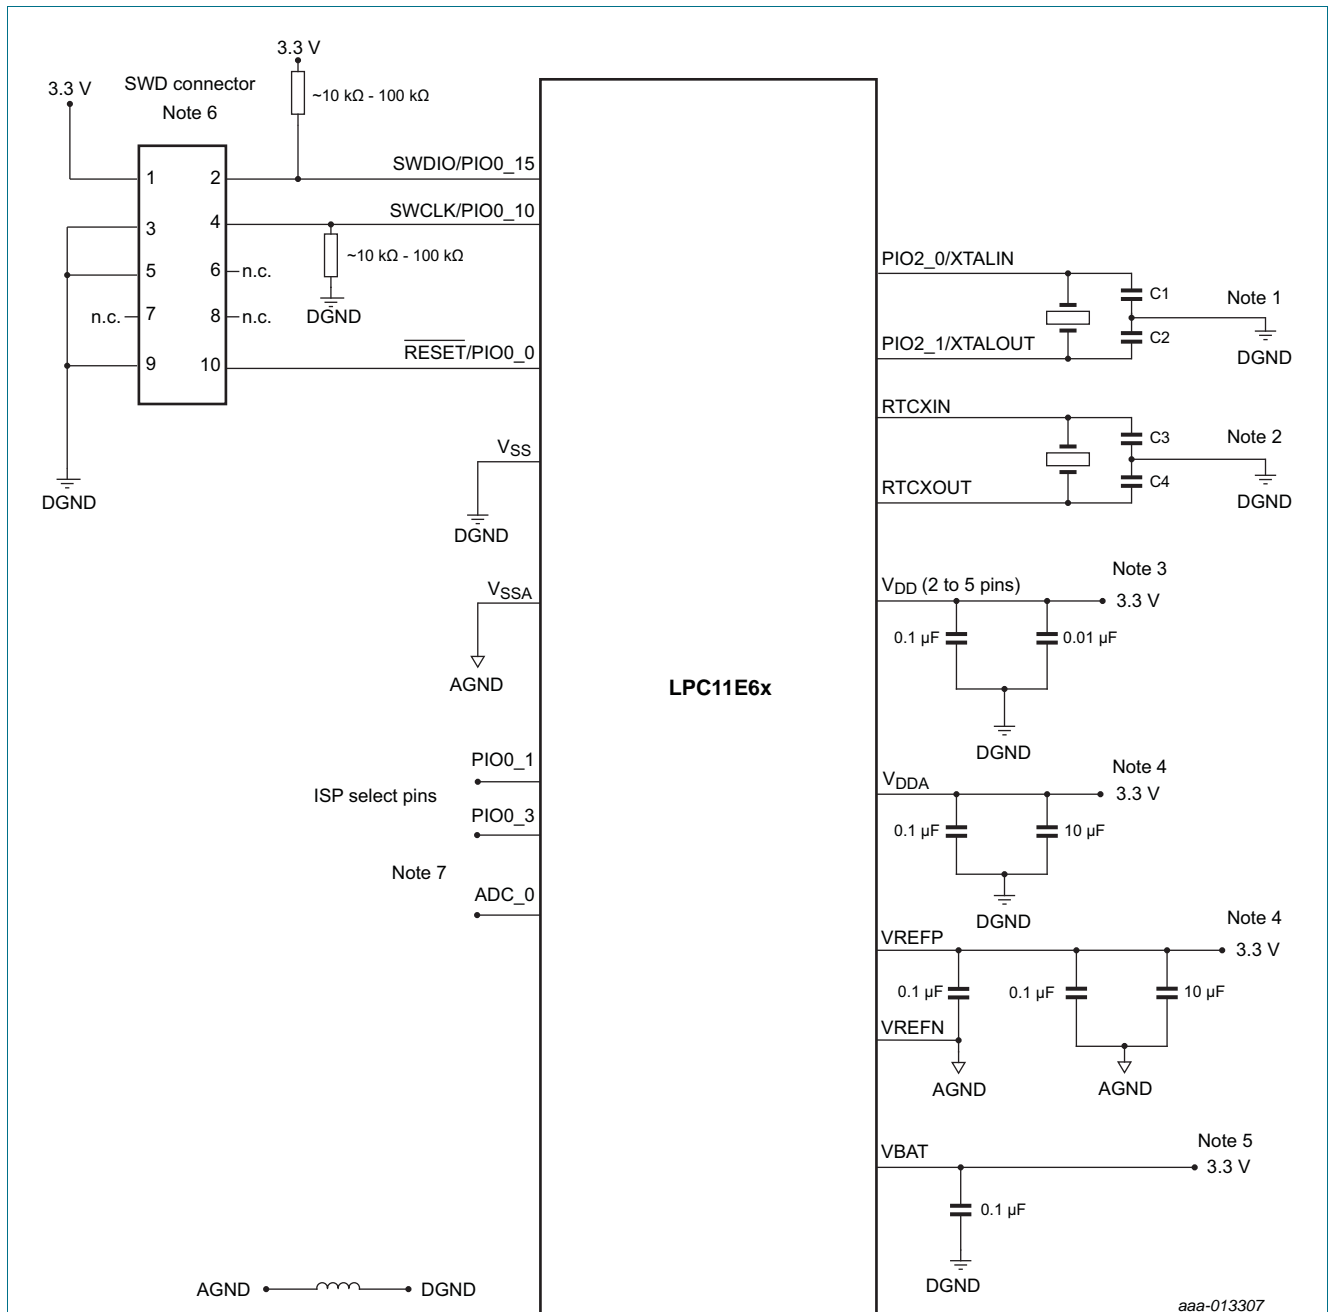 3.3 V
3.3 V
SWD connector
Note 6
~10 kΩ - 100 kΩ
1
2
SWDIO/PIO0_15
3
4
SWCLK/PIO0_10
~10 kΩ - 100 kΩ
DGND
5
6
n.c.
n.c.
7
8
n.c.
9
10
RESET/PIO0_0
DGND
VSS
DGND
VSSA
AGND
PIO0_1
ISP select pins
PIO0_3
Note 7
ADC_0
AGND
DGND
LPC11E6x
PIO2_0/XTALIN
C1
Note 1
C2
DGND
PIO2_1/XTALOUT
RTCXIN
C3
Note 2
C4
DGND
RTCXOUT
Note 3
VDD (2 to 5 pins)
3.3 V
0.1 µF
0.01 µF
DGND
Note 4
VDDA
3.3 V
0.1 µF
10 µF
DGND
Note 4
VREFP
3.3 V
0.1 µF
0.1 µF
10 µF
VREFN
AGND
AGND
Note 5
VBAT
3.3 V
0.1 µF
DGND
aaa-013307